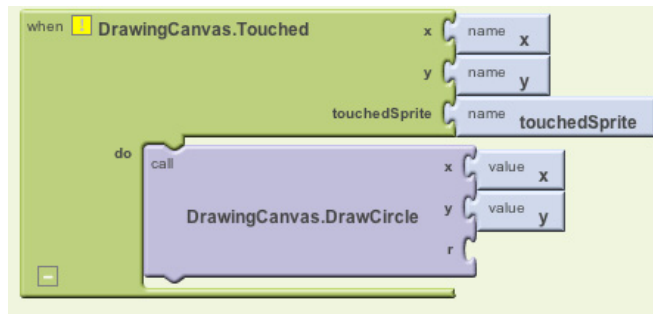 when ! DrawingCanvas.Touched x name x
y name y
touchedSprite name touchedSprite
do call x value x
DrawingCanvas.DrawCircle y value y
r